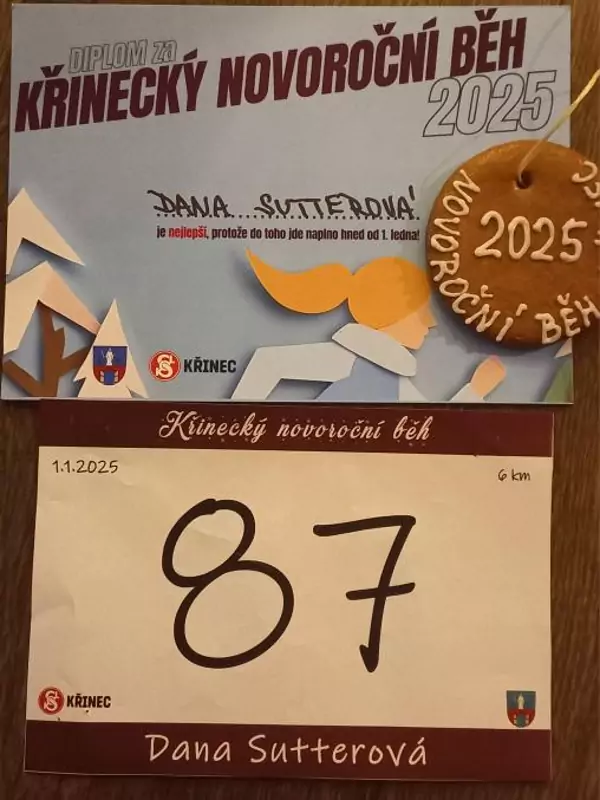 DIPLOM za
KŘINECKÝ NOVOROČNÍ BĚH
2025
DANA SUTTEROVÁ
je nejlepší, protože do toho jde naplno hned od 1. ledna!
KŘINEC
NOVOROČNÍ BĚH
2025
Křinecký novoroční běh
1.1.2025
6 km
87
KŘINEC
Dana Sutterová